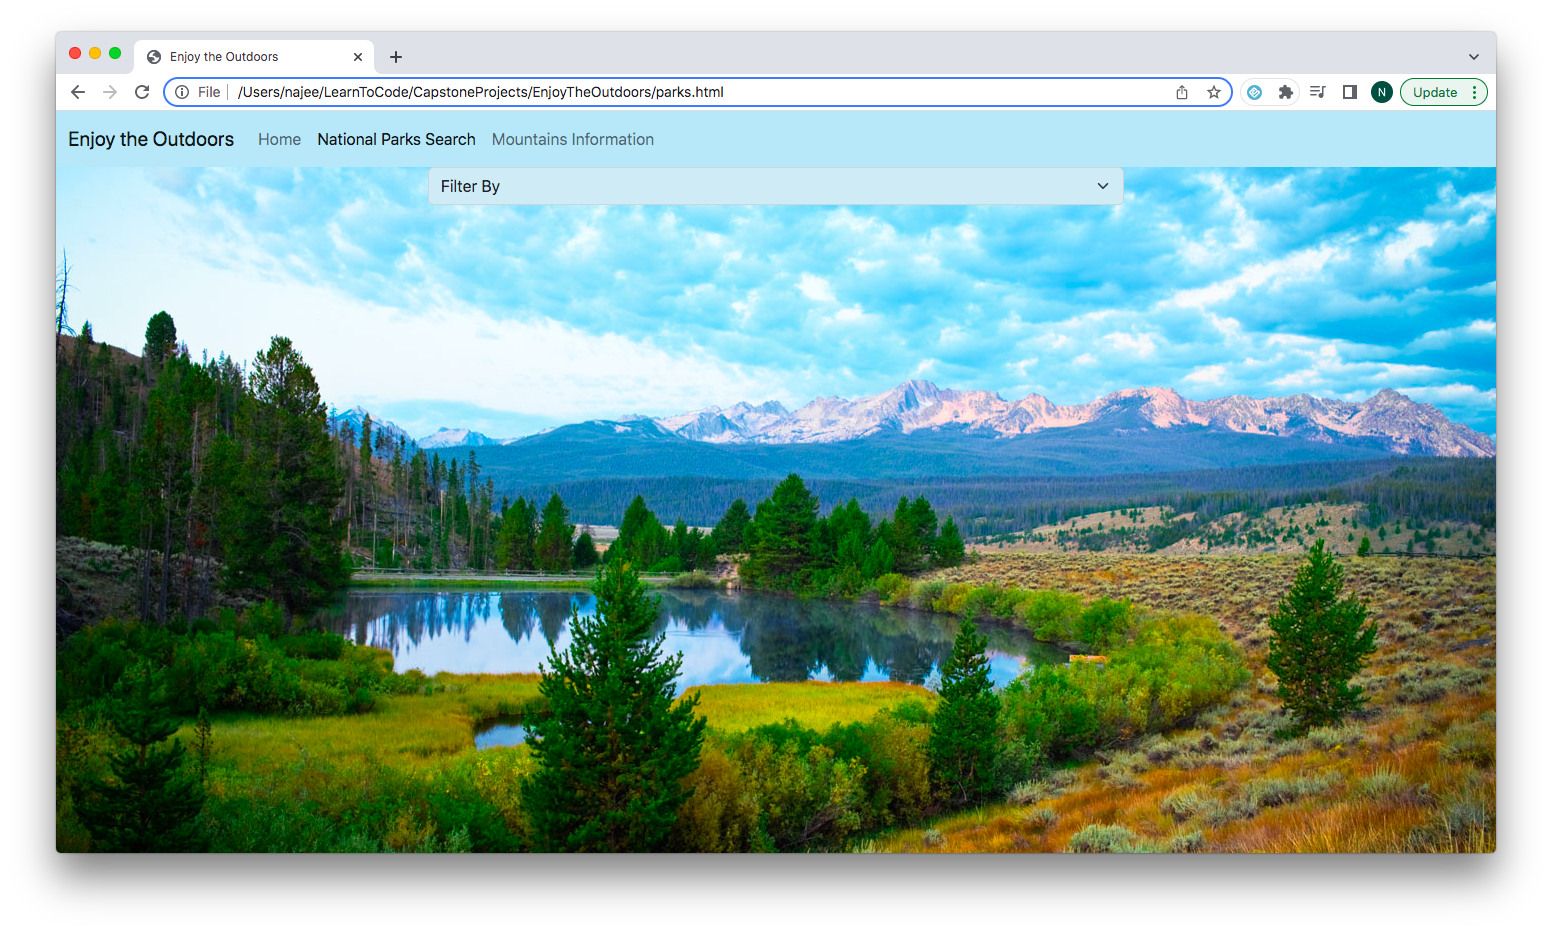 Enjoy the Outdoors
File /Users/najee/LearnToCode/CapstoneProjects/EnjoyTheOutdoors/parks.html N Update
Enjoy the Outdoors Home National Parks Search Mountains Information
Filter By